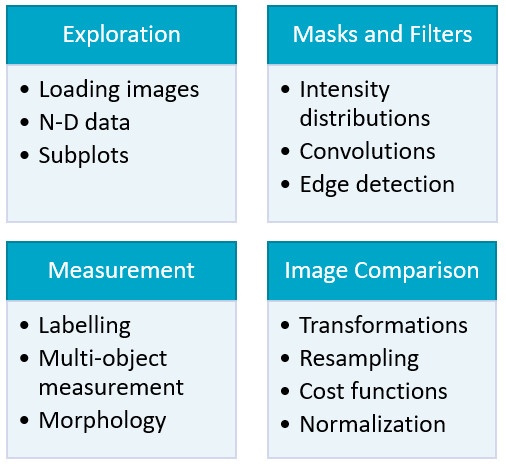 Exploration
• Loading images
• N-D data
• Subplots
Masks and Filters
• Intensity
distributions
• Convolutions
• Edge detection
Measurement
• Labelling
• Multi-object
measurement
• Morphology
Image Comparison
• Transformations
• Resampling
• Cost functions
• Normalization